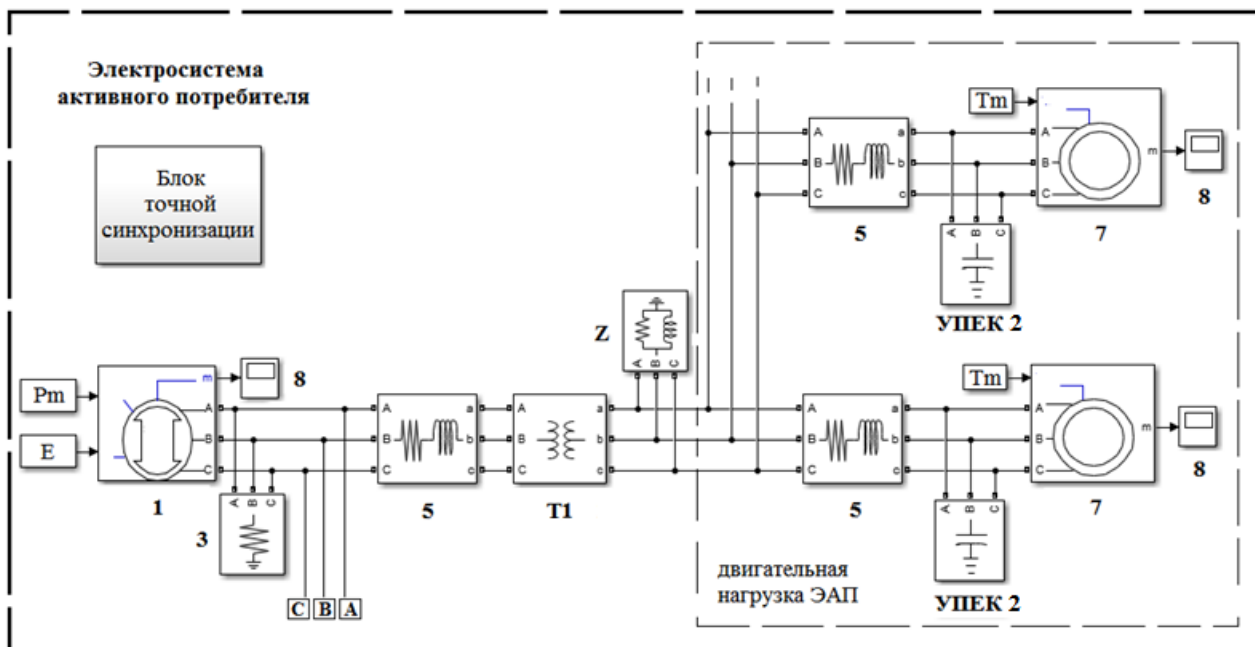 Электросистема
активного потребителя
Блок
точной
синхронизации
Tm
A
B
C
a
b
c
A
B
C
m
8
5
7
A B C
УПЕК 2
Z
A B C
Pm
E
m
A
B
C
8
1
A B C
3
A
B
C
a
b
c
5
A
B
C
a
b
c
T1
C B A
Tm
A
B
C
a
b
c
A
B
C
m
8
5
7
A B C
УПЕК 2
двигательная
нагрузка ЭАП